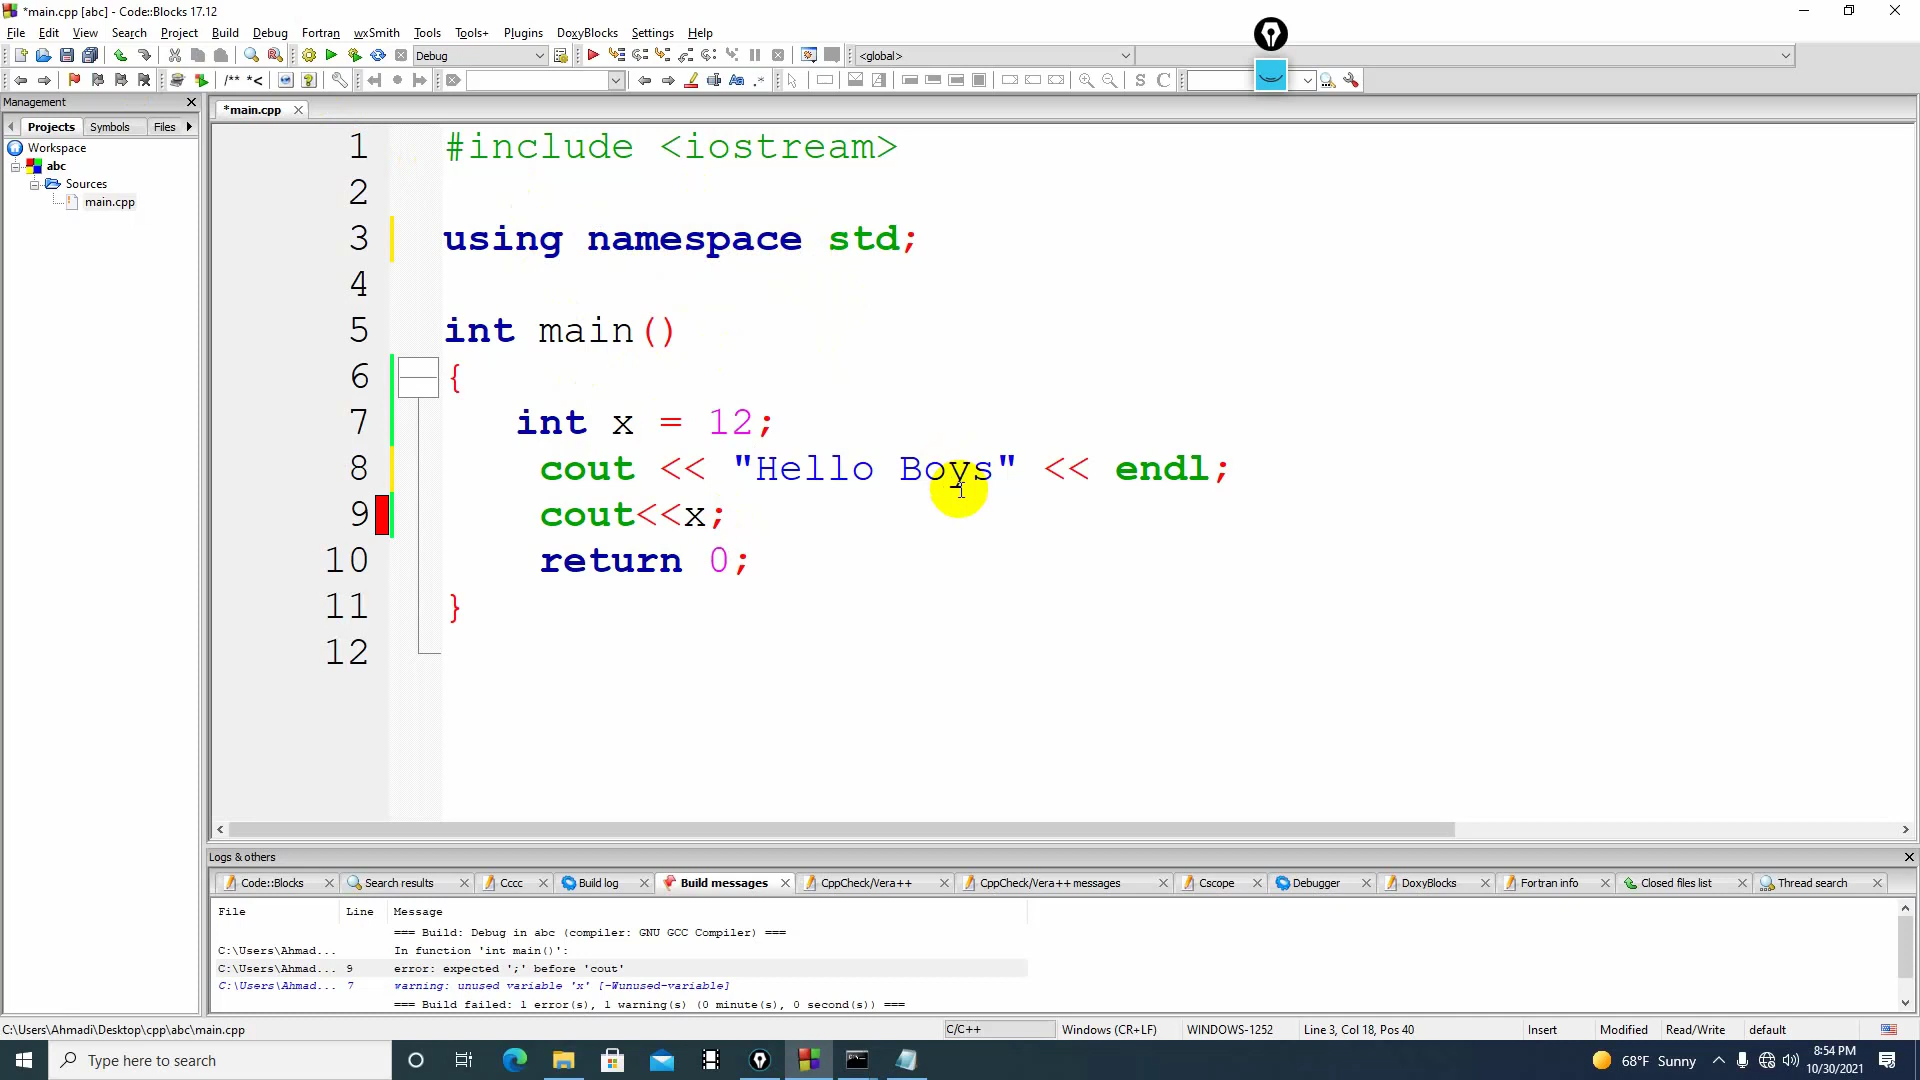 *main.cpp [abc] - Code::Blocks 17.12
File Edit View Search Project Build Debug Fortran wxSmith Tools Tools+ Plugins DoxyBlocks Settings Help
Debug <global>
/** *<
S C
Management
*main.cpp
Projects Symbols Files
Workspace
abc
Sources
main.cpp
1 #include <iostream>
2
3 using namespace std;
4
5 int main()
6 {
7 int x = 12;
8 cout << "Hello Boys" << endl;
9 cout<<x;
10 return 0;
11 }
12
Logs & others
Code::Blocks Search results Cccc Build log Build messages CppCheck/Vera++ CppCheck/Vera++ messages Cscope Debugger DoxyBlocks Fortran info Closed files list Thread search
File Line Message
=== Build: Debug in abc (compiler: GNU GCC Compiler) ===
C:\Users\Ahmad... In function 'int main()':
C:\Users\Ahmad... 9 error: expected ';' before 'cout'
C:\Users\Ahmad... 7 warning: unused variable 'x' [-Wunused-variable]
=== Build failed: 1 error(s), 1 warning(s) (0 minute(s), 0 second(s)) ===
C:\Users\Ahmadi\Desktop\cpp\abc\main.cpp C/C++ Windows (CR+LF) WINDOWS-1252 Line 3, Col 18, Pos 40 Insert Modified Read/Write default
Type here to search
68°F Sunny
8:54 PM
10/30/2021